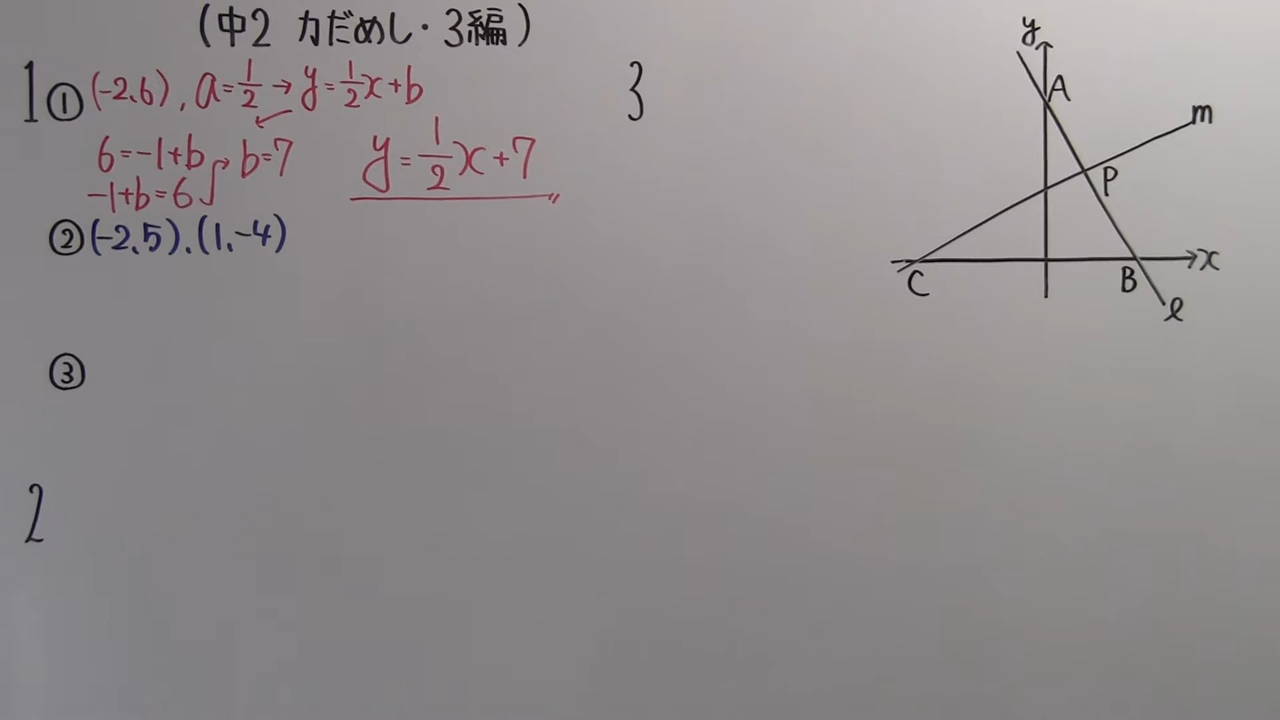 (中2 力だめし・3編)
1 ① (-2,6), a=1/2 → y=1/2x+b
6=-1+b → b=7
-1+b=6
y=1/2x+7
② (-2,5),(1,-4)
③
2
3
y
A
m
P
x
C
B
ℓ